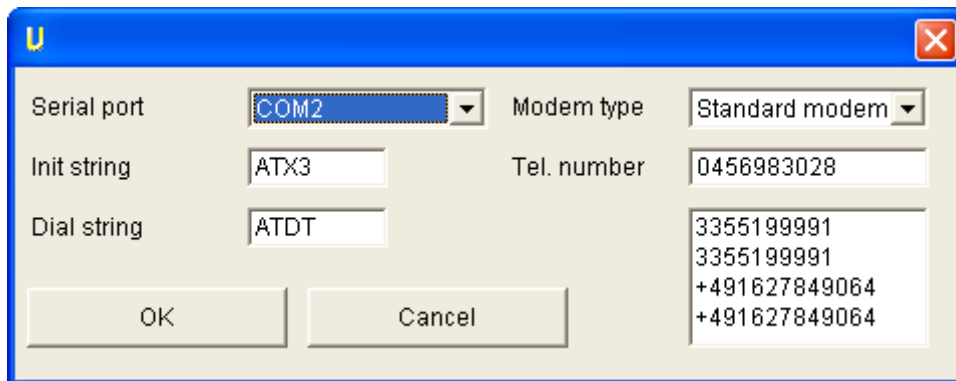 U
Serial port COM2 Modem type Standard modem
Init string ATX3 Tel. number 0456983028
Dial string ATDT
3355199991
3355199991
+491627849064
+491627849064
OK Cancel